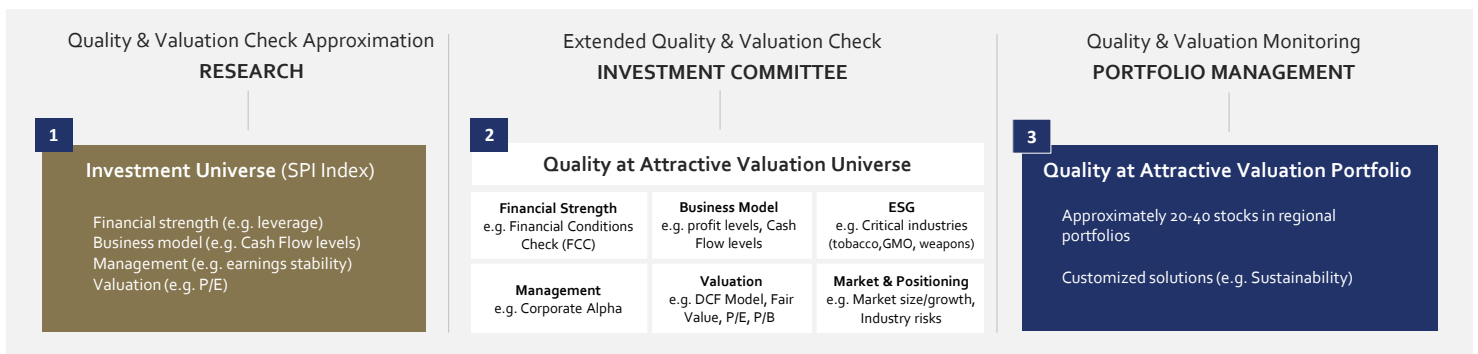 Quality & Valuation Check Approximation
RESEARCH
1
Investment Universe (SPI Index)
Financial strength (e.g. leverage)
Business model (e.g. Cash Flow levels)
Management (e.g. earnings stability)
Valuation (e.g. P/E)
Extended Quality & Valuation Check
INVESTMENT COMMITTEE
2
Quality at Attractive Valuation Universe
Financial Strength
e.g. Financial Conditions
Check (FCC)
Business Model
e.g. profit levels, Cash
Flow levels
ESG
e.g. Critical industries
(tobacco,GMO, weapons)
Management
e.g. Corporate Alpha
Valuation
e.g. DCF Model, Fair
Value, P/E, P/B
Market & Positioning
e.g. Market size/growth,
Industry risks
Quality & Valuation Monitoring
PORTFOLIO MANAGEMENT
3
Quality at Attractive Valuation Portfolio
Approximately 20-40 stocks in regional
portfolios
Customized solutions (e.g. Sustainability)